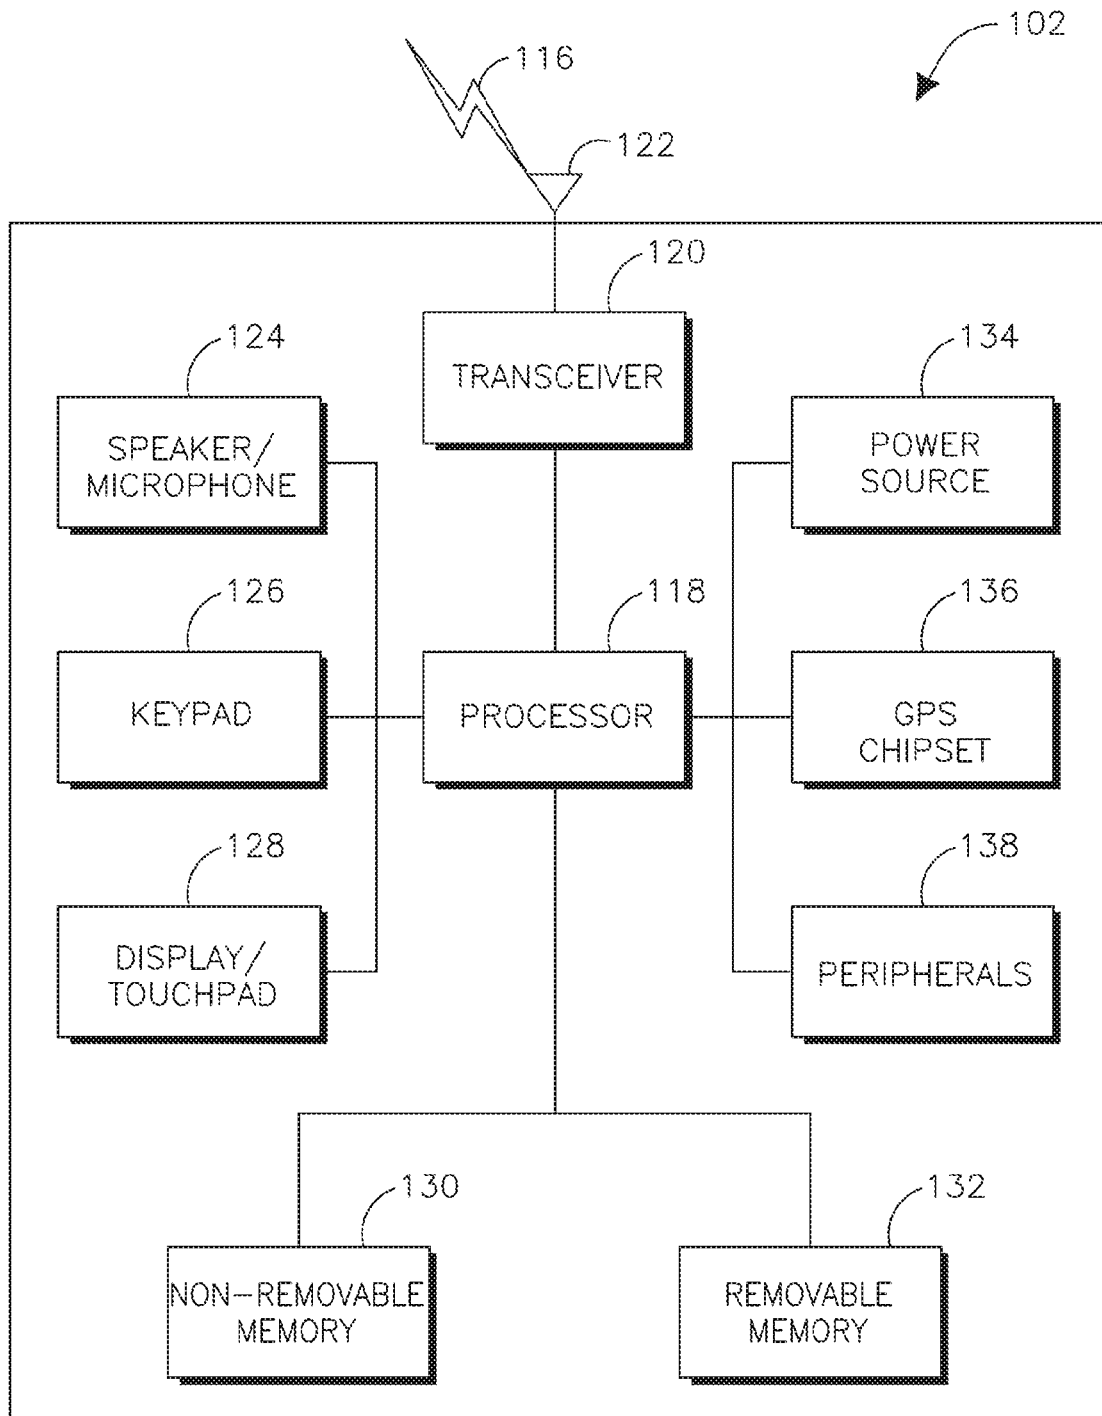 102
116
122
120
TRANSCEIVER
124
SPEAKER/
MICROPHONE
134
POWER
SOURCE
126
KEYPAD
118
PROCESSOR
136
GPS
CHIPSET
128
DISPLAY/
TOUCHPAD
138
PERIPHERALS
130
NON-REMOVABLE
MEMORY
132
REMOVABLE
MEMORY